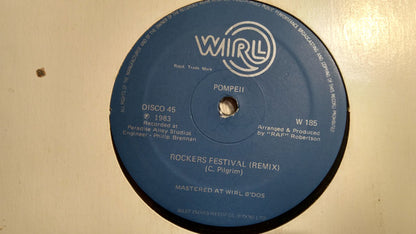 WIRL
Regd. Trade Mark
POMPEII
DISCO 45
℗ 1983
Recorded at
Paradise Alley Studios
Engineer - Philip Brennan
W 185
Arranged & Produced
by "RAF" Robertson
ROCKERS FESTIVAL (REMIX)
(C. Pilgrim)
MASTERED AT WIRL B'DOS